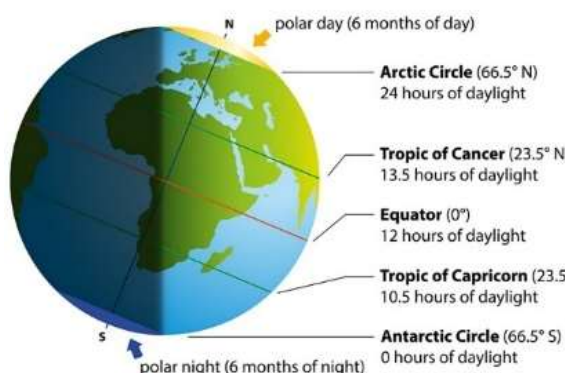 N
polar day (6 months of day)
Arctic Circle (66.5° N)
24 hours of daylight
Tropic of Cancer (23.5° N
13.5 hours of daylight
Equator (0°)
12 hours of daylight
Tropic of Capricorn (23.5
10.5 hours of daylight
Antarctic Circle (66.5° S)
0 hours of daylight
S
polar night (6 months of night)